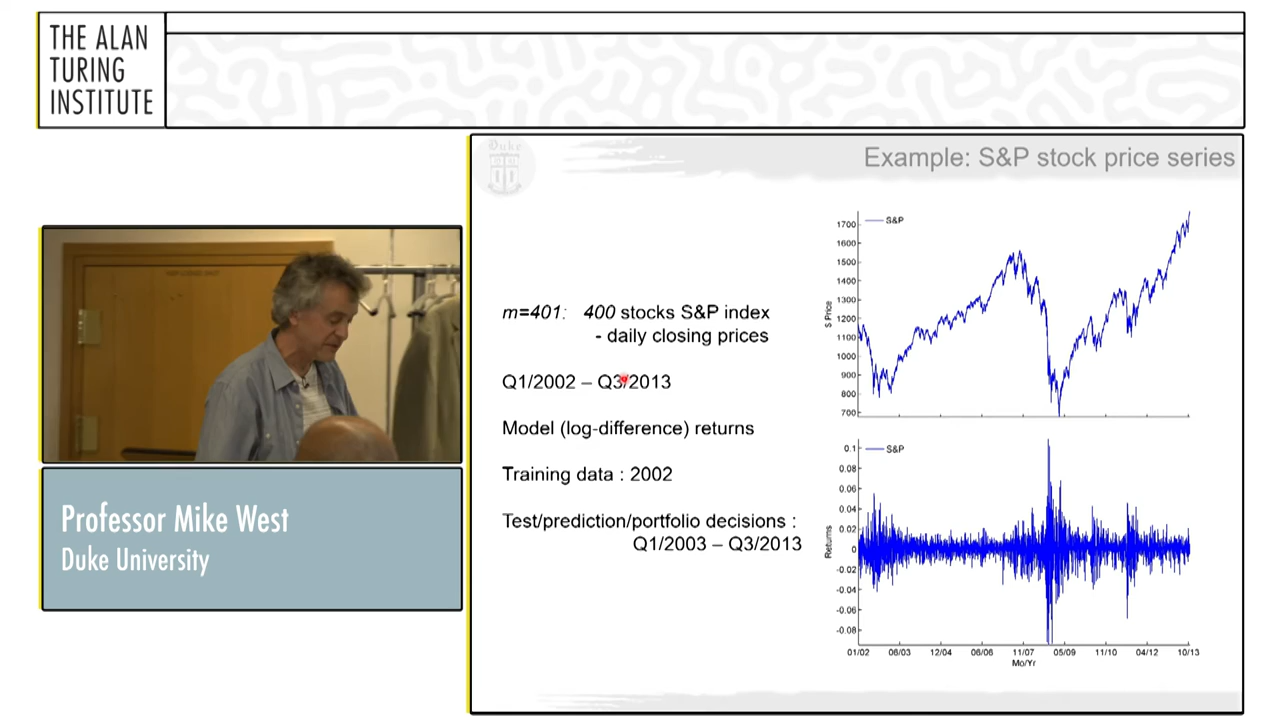 THE ALAN
TURING
INSTITUTE
Duke
Example: S&P stock price series
m=401: 400 stocks S&P index
- daily closing prices
Q1/2002 – Q3/2013
Model (log-difference) returns
Training data : 2002
Test/prediction/portfolio decisions :
Q1/2003 – Q3/2013
S&P
1700
1600
1500
1400
1300
1200
1100
1000
900
800
700
$ Price
S&P
0.1
0.08
0.06
0.04
0.02
0
-0.02
-0.04
-0.06
-0.08
Returns
01/02 06/03 12/04 06/06 11/07 05/09 11/10 04/12 10/13
Mo/Yr
Professor Mike West
Duke University